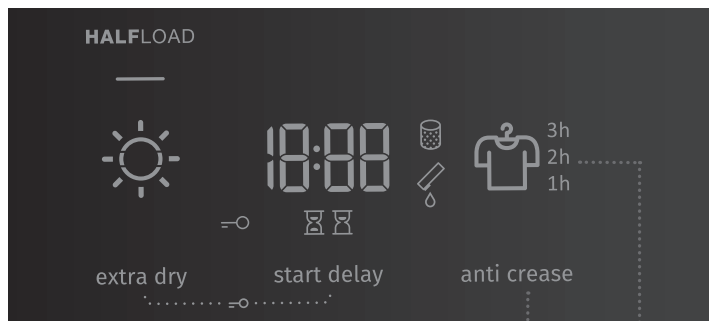 HALFLOAD
18:88
3h
2h
1h
extra dry
start delay
anti crease